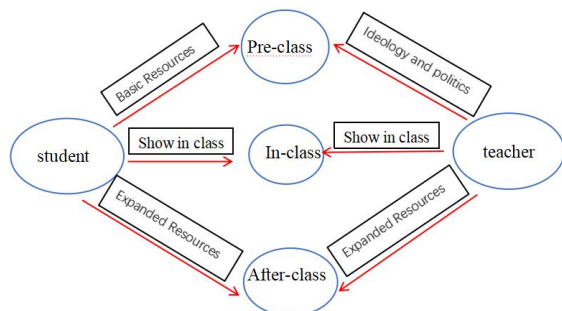 Pre-class
Basic Resources
Ideology and politics
Show in class
Show in class
student
In-class
teacher
Expanded Resources
Expanded Resources
After-class